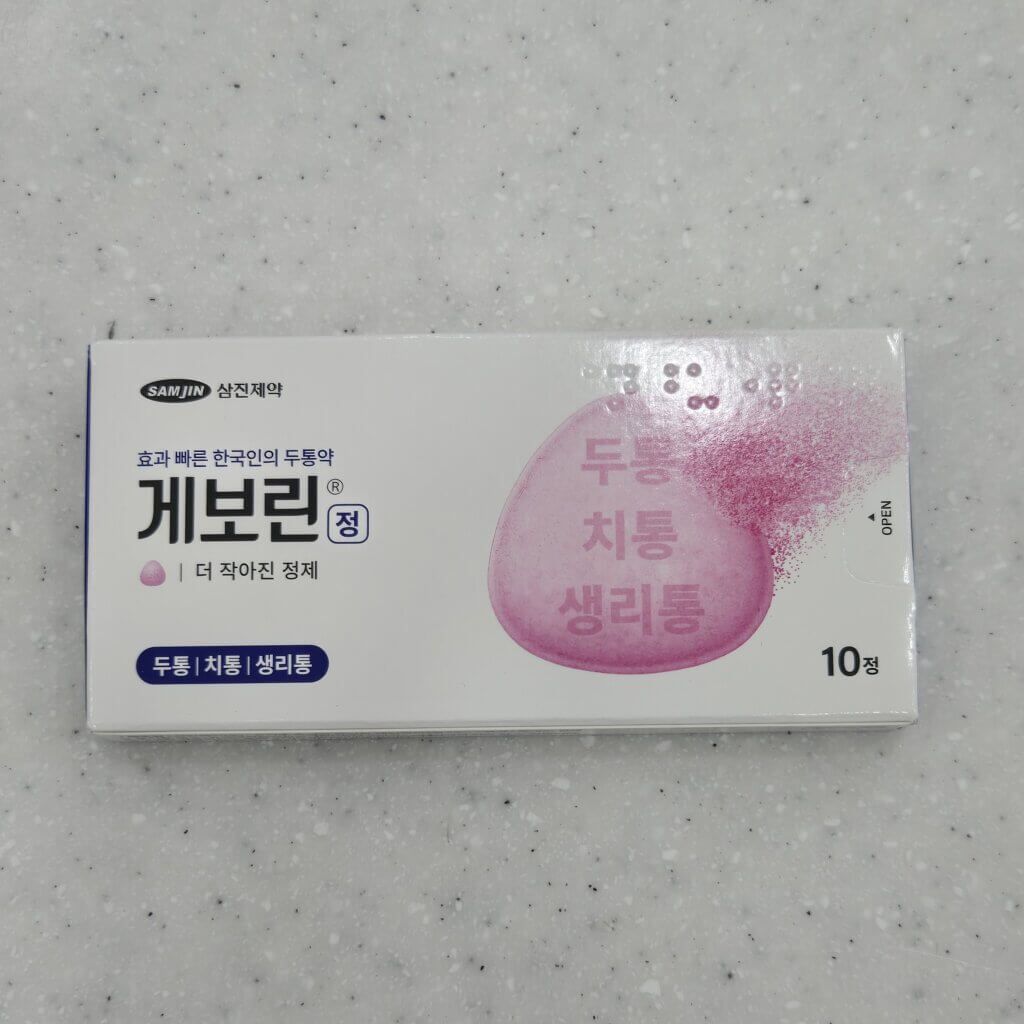 SAMJIN 삼진제약
효과 빠른 한국인의 두통약
게보린® 정
| 더 작아진 정제
두통 | 치통 | 생리통
두통
치통
생리통
◀ OPEN
10정